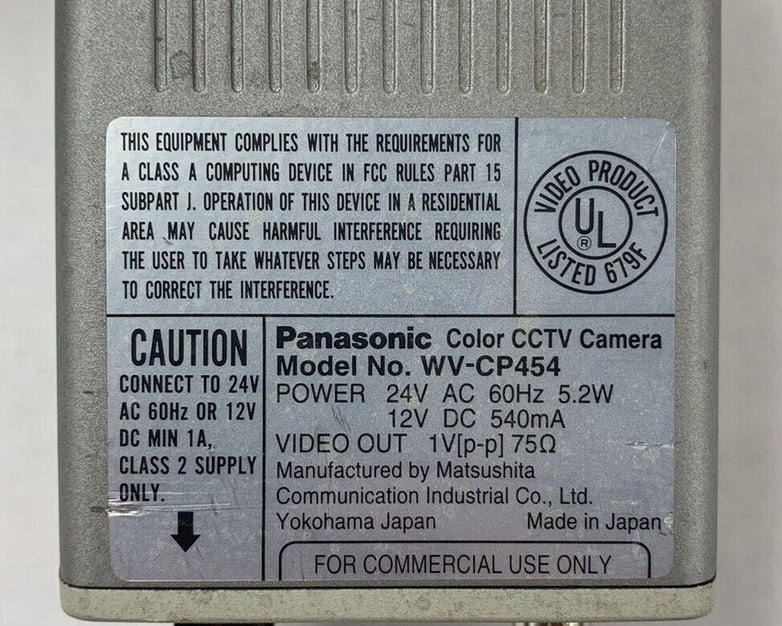 THIS EQUIPMENT COMPLIES WITH THE REQUIREMENTS FOR
A CLASS A COMPUTING DEVICE IN FCC RULES PART 15
SUBPART J. OPERATION OF THIS DEVICE IN A RESIDENTIAL
AREA MAY CAUSE HARMFUL INTERFERENCE REQUIRING
THE USER TO TAKE WHATEVER STEPS MAY BE NECESSARY
TO CORRECT THE INTERFERENCE.
VIDEO PRODUCT
UL®
LISTED 679F
CAUTION
CONNECT TO 24V
AC 60Hz OR 12V
DC MIN 1A,
CLASS 2 SUPPLY
ONLY.
Panasonic Color CCTV Camera
Model No. WV-CP454
POWER 24V AC 60Hz 5.2W
12V DC 540mA
VIDEO OUT 1V[p-p] 75Ω
Manufactured by Matsushita
Communication Industrial Co., Ltd.
Yokohama Japan Made in Japan
FOR COMMERCIAL USE ONLY